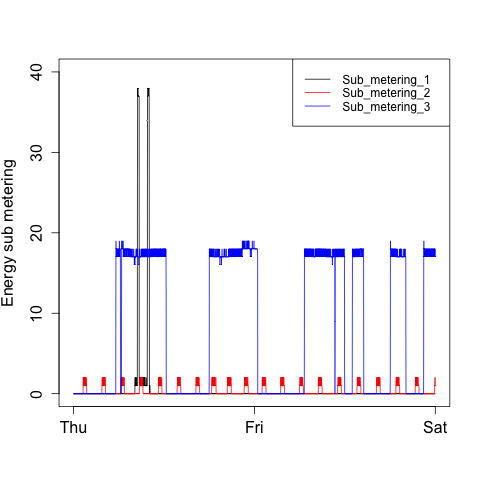 Energy sub metering
40
30
20
10
0
Thu
Fri
Sat
Sub_metering_1
Sub_metering_2
Sub_metering_3